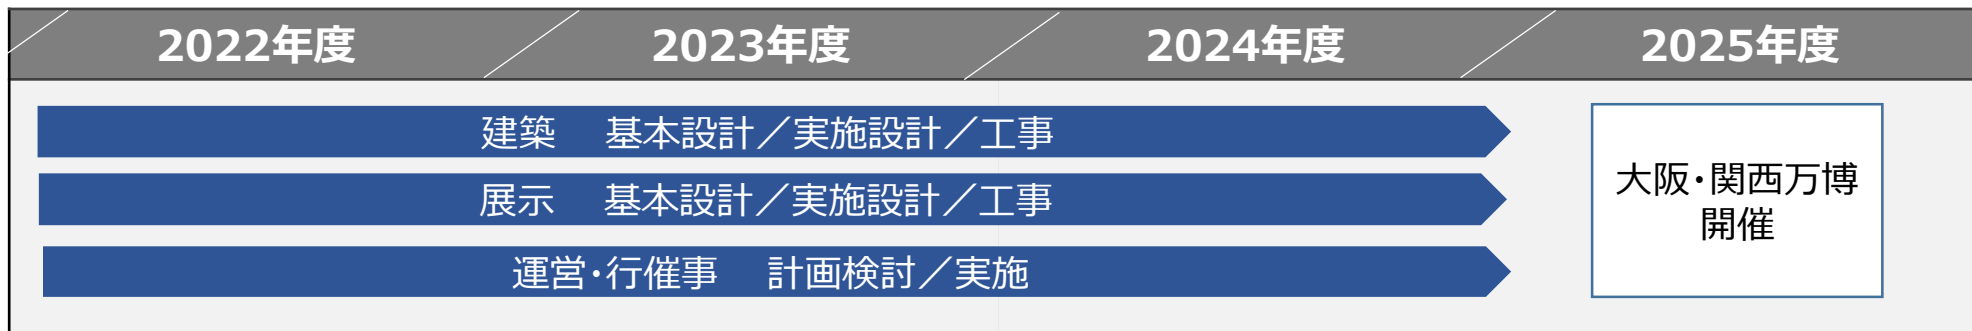 2022年度 2023年度 2024年度 2025年度
建築 基本設計／実施設計／工事
展示 基本設計／実施設計／工事
運営･行催事 計画検討／実施
大阪･関西万博
開催